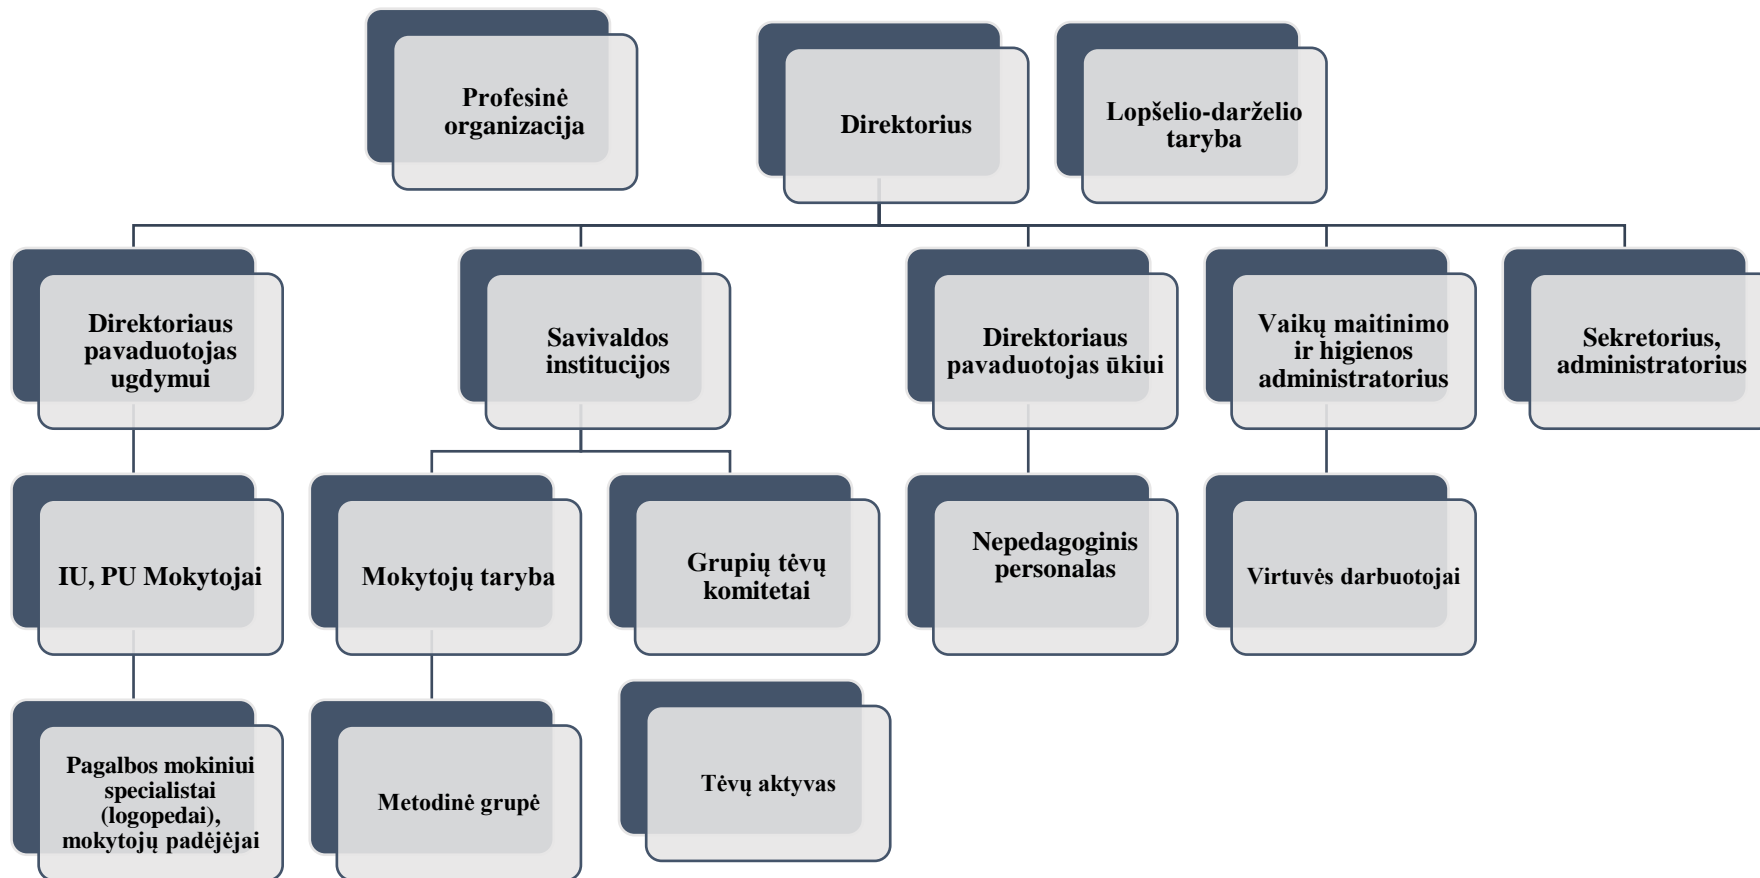 Profesinė
organizacija
Direktorius
Lopšelio-darželio
taryba
Direktoriaus
pavaduotojas
ugdymui
Savivaldos
institucijos
Direktoriaus
pavaduotojas ūkiui
Vaikų maitinimo
ir higienos
administratorius
Sekretorius,
administratorius
IU, PU Mokytojai
Mokytojų taryba
Grupių tėvų
komitetai
Nepedagoginis
personalas
Virtuvės darbuotojai
Pagalbos mokiniui
specialistai
(logopedai),
mokytojų padėjėjai
Metodinė grupė
Tėvų aktyvas